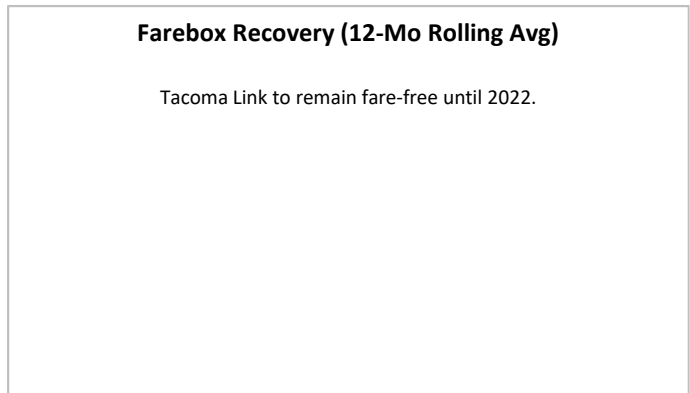 Farebox Recovery (12-Mo Rolling Avg)
Tacoma Link to remain fare-free until 2022.